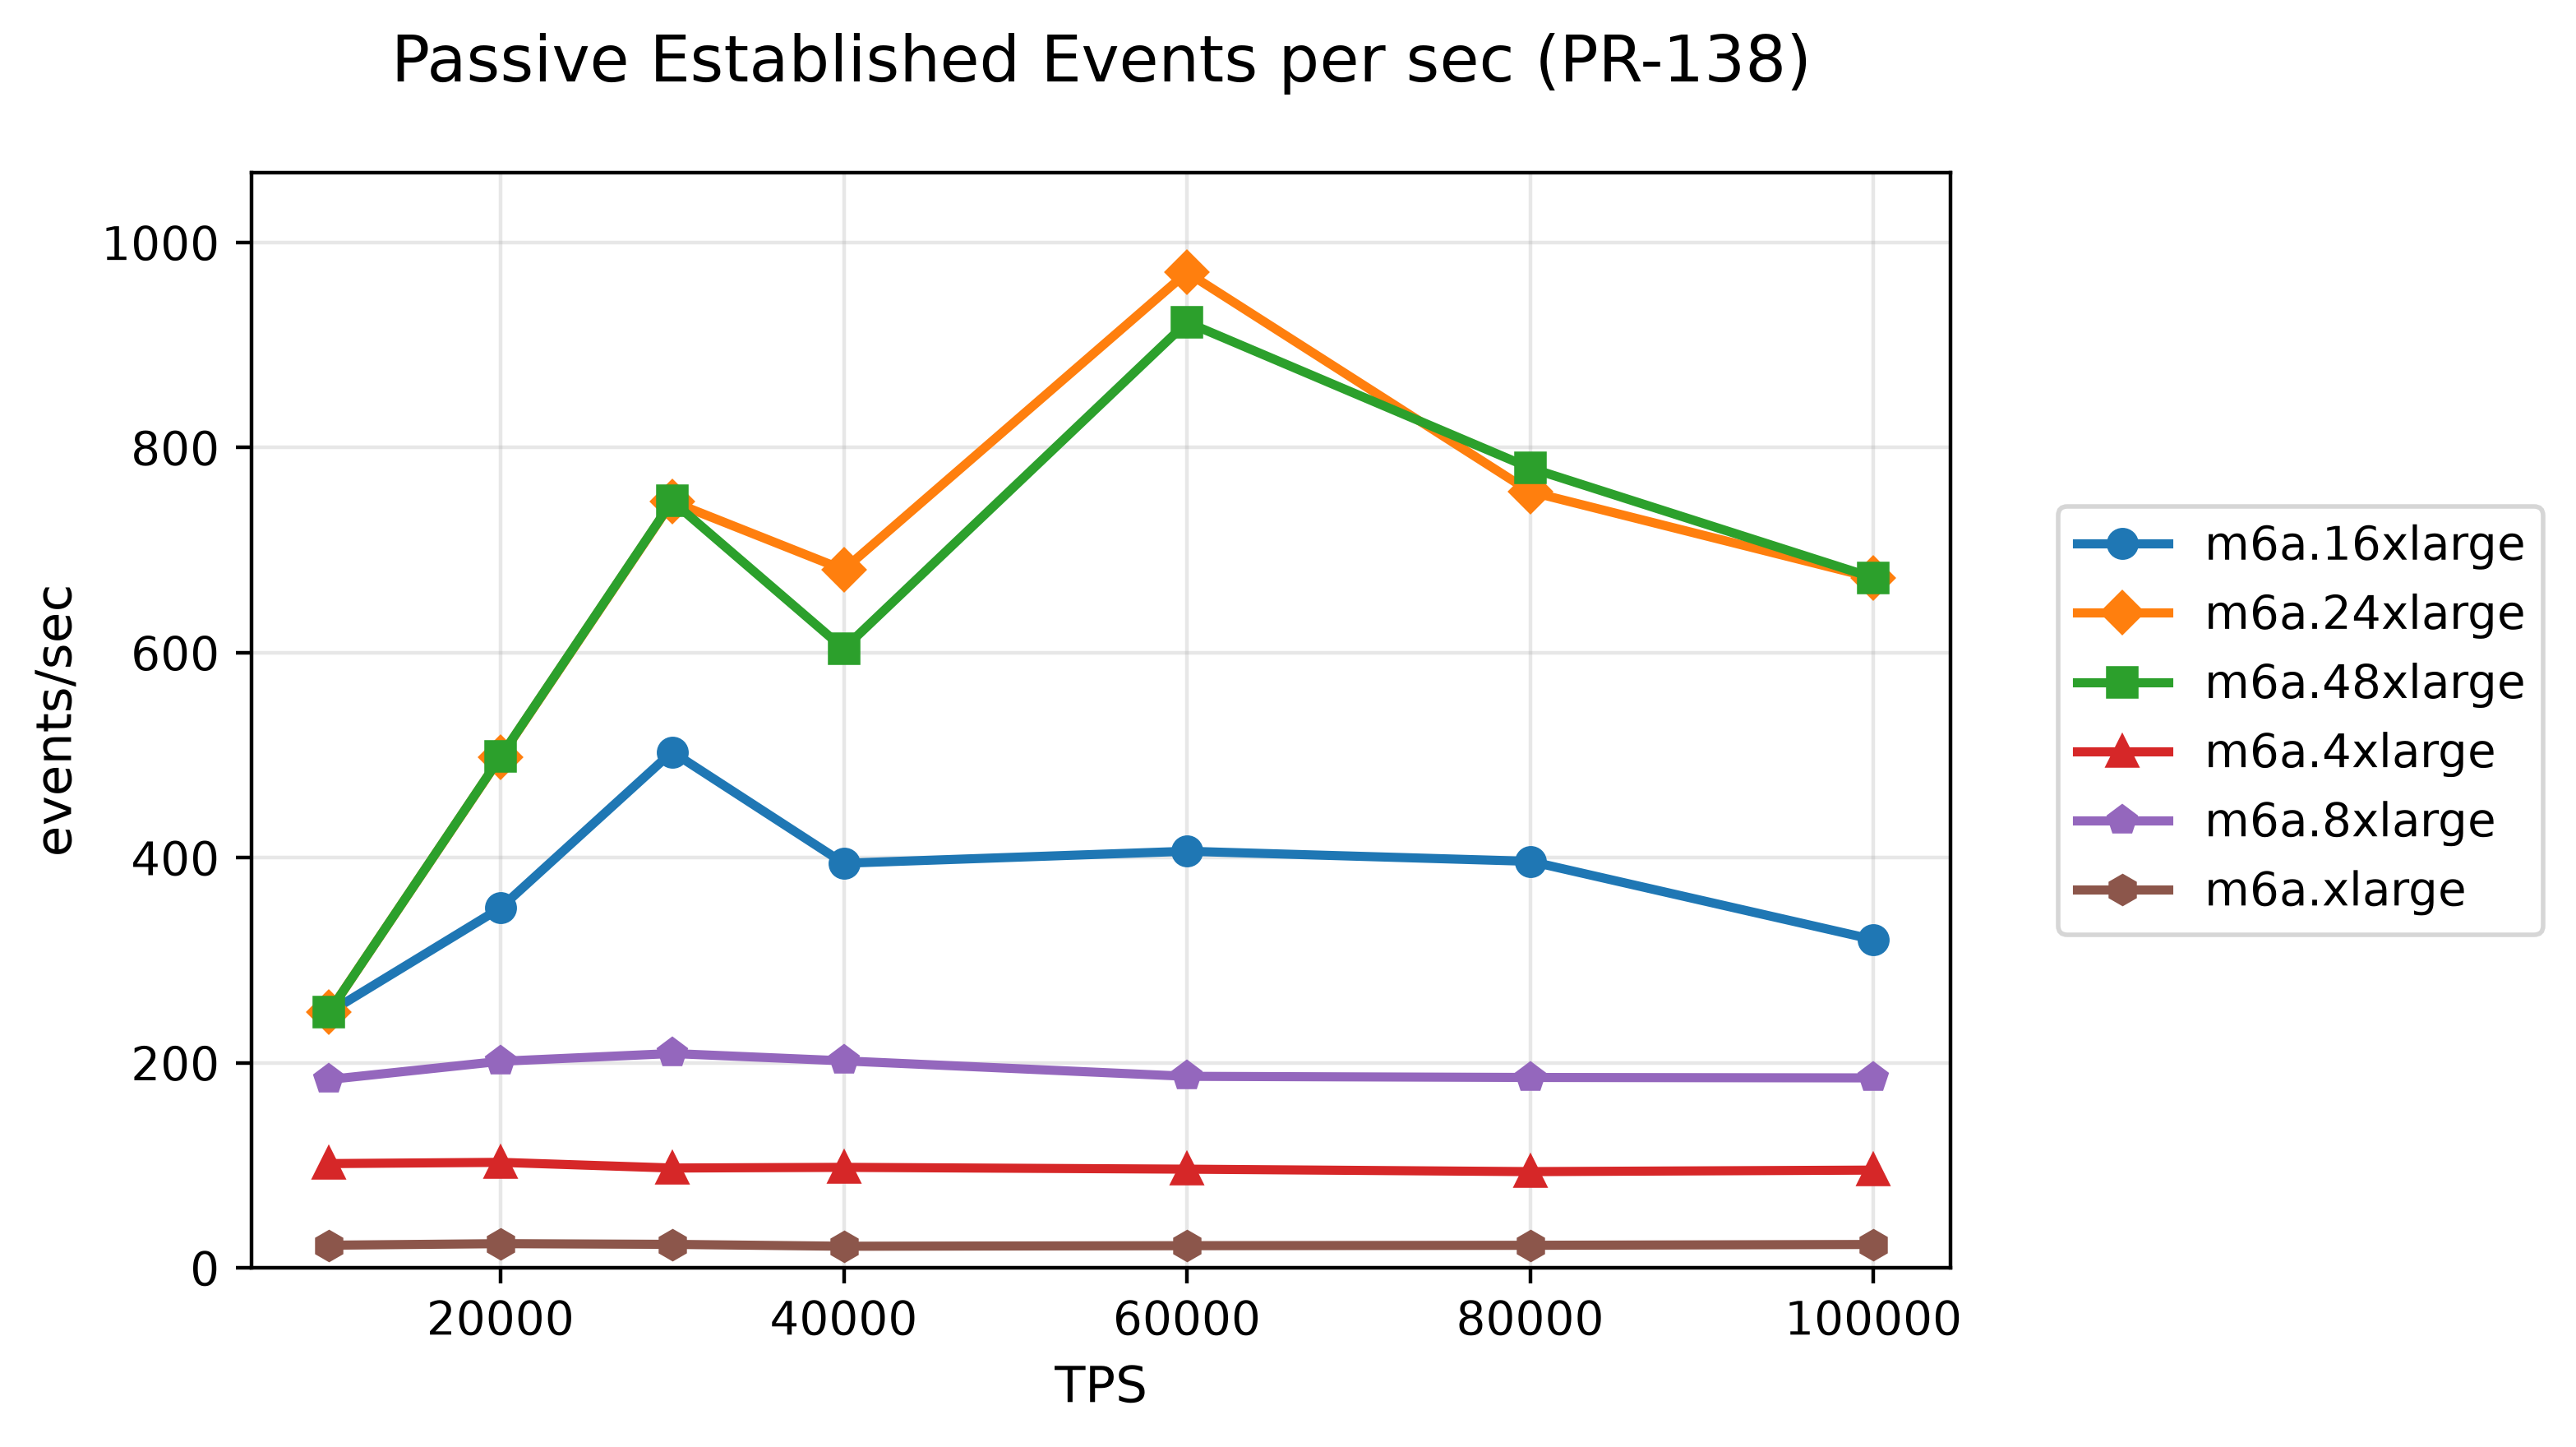 Passive Established Events per sec (PR-138)
events/sec
1000
800
600
400
200
0
20000 40000 60000 80000 100000
TPS
m6a.16xlarge
m6a.24xlarge
m6a.48xlarge
m6a.4xlarge
m6a.8xlarge
m6a.xlarge